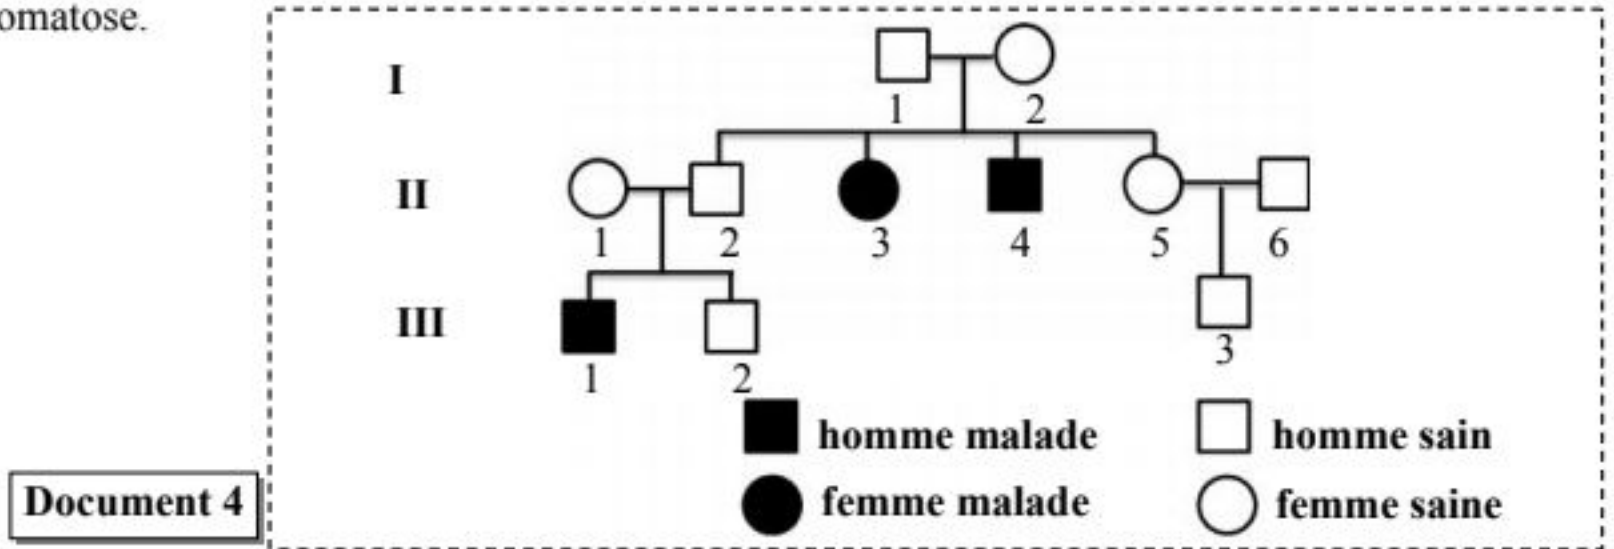 omatose.
I
1 2
II
1 2 3 4 5 6
III
1 2 3
homme malade
homme sain
Document 4
femme malade
femme saine